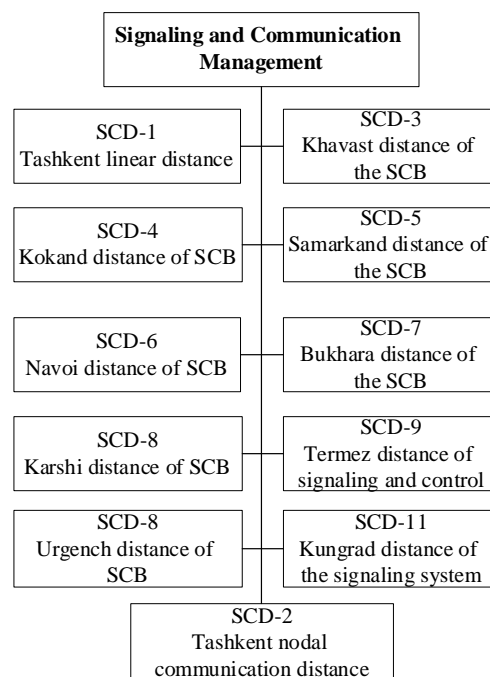 Signaling and Communication
Management
SCD-1
Tashkent linear distance
SCD-3
Khavast distance of
the SCB
SCD-4
Kokand distance of SCB
SCD-5
Samarkand distance of
the SCB
SCD-6
Navoi distance of SCB
SCD-7
Bukhara distance of
the SCB
SCD-8
Karshi distance of SCB
SCD-9
Termez distance of
signaling and control
SCD-8
Urgench distance of
SCB
SCD-11
Kungrad distance of
the signaling system
SCD-2
Tashkent nodal
communication distance